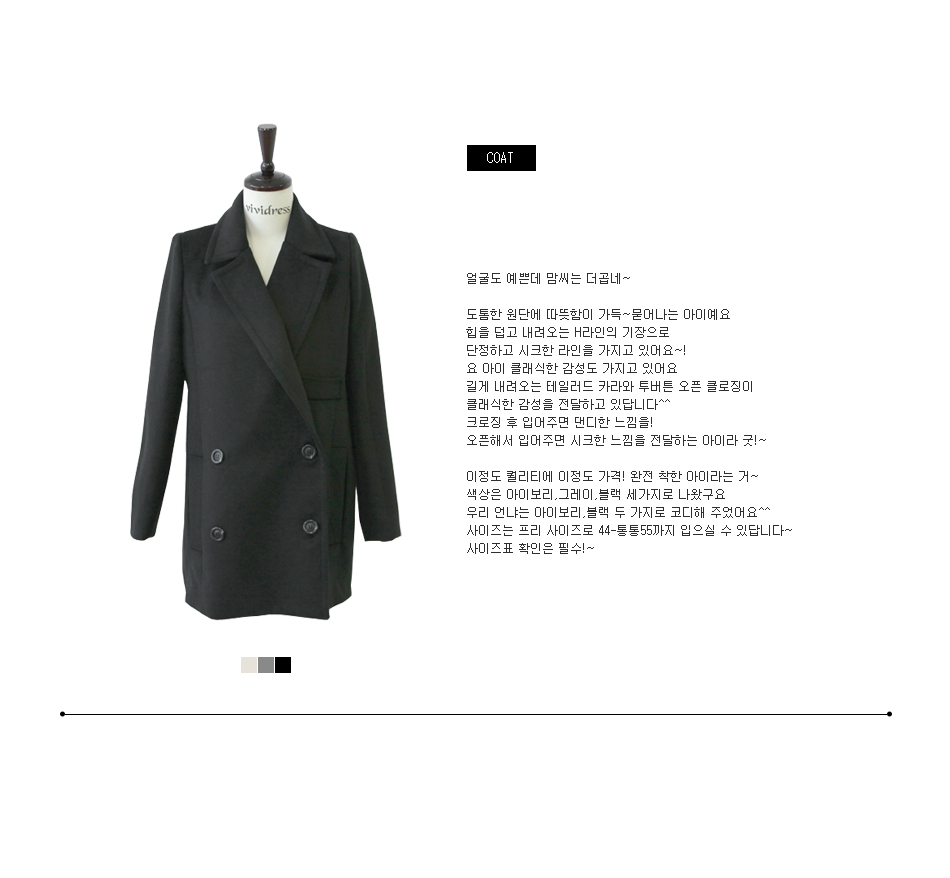 vividress
COAT
얼굴도 예쁜데 맘씨는 더곱네~
도톰한 원단에 따뜻함이 가득~묻어나는 아이예요
힙을 덥고 내려오는 H라인의 기장으로
단정하고 시크한 라인을 가지고 있어요~!
요 아이 클래식한 감성도 가지고 있어요
길게 내려오는 테일러드 카라와 투버튼 오픈 클로징이
클래식한 감성을 전달하고 있답니다^^
크로징 후 입어주면 댄디한 느낌을!
오픈해서 입어주면 시크한 느낌을 전달하는 아이라 굿!~
이정도 퀄리티에 이정도 가격! 완전 착한 아이라는 거~
색상은 아이보리,그레이,블랙 세가지로 나왔구요
우리 언냐는 아이보리,블랙 두 가지로 코디해 주었어요^^
사이즈는 프리 사이즈로 44-통통55까지 입으실 수 있답니다~
사이즈표 확인은 필수!~